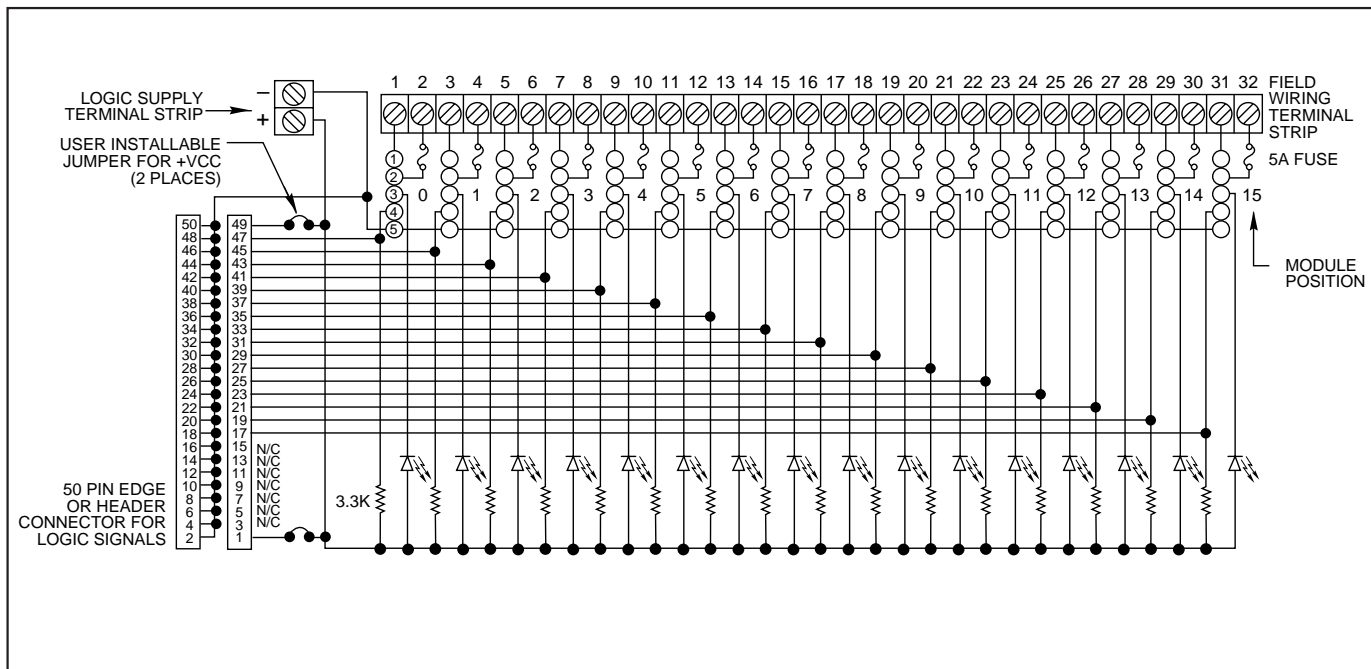 1 2 3 4 5 6 7 8 9 10 11 12 13 14 15 16 17 18 19 20 21 22 23 24 25 26 27 28 29 30 31 32
FIELD
WIRING
TERMINAL
STRIP
LOGIC SUPPLY
TERMINAL STRIP
−
+
USER INSTALLABLE
JUMPER FOR +VCC
(2 PLACES)
5A FUSE
1
2
3
4
5
0 1 2 3 4 5 6 7 8 9 10 11 12 13 14 15
MODULE
POSITION
50 49
48 47
46 45
44 43
42 41
40 39
38 37
36 35
34 33
32 31
30 29
28 27
26 25
24 23
22 21
20 19
18 17
16 15 N/C
14 13 N/C
12 11 N/C
10 9 N/C
8 7 N/C
6 5 N/C
4 3 N/C
2 1
3.3K
50 PIN EDGE
OR HEADER
CONNECTOR FOR
LOGIC SIGNALS